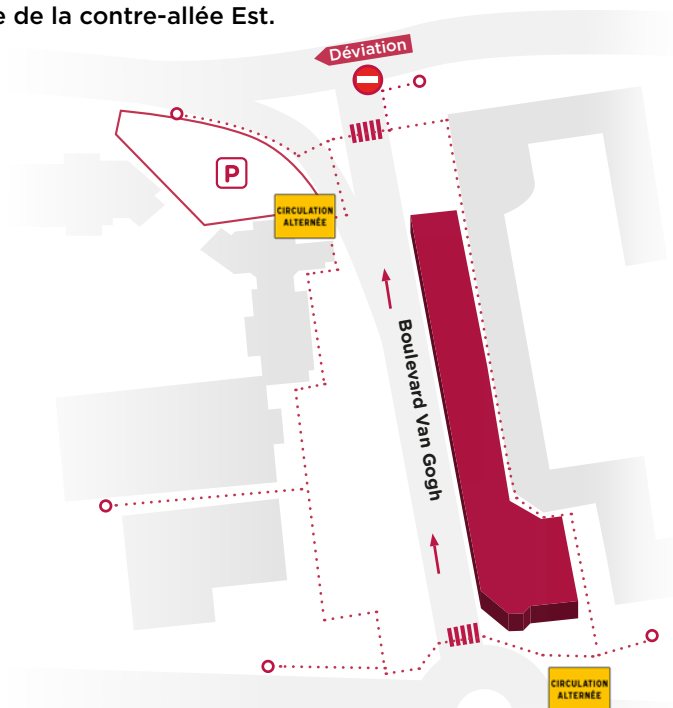 e de la contre-allée Est.
Déviation
P
CIRCULATION
ALTERNÉE
Boulevard Van Gogh
CIRCULATION
ALTERNÉE